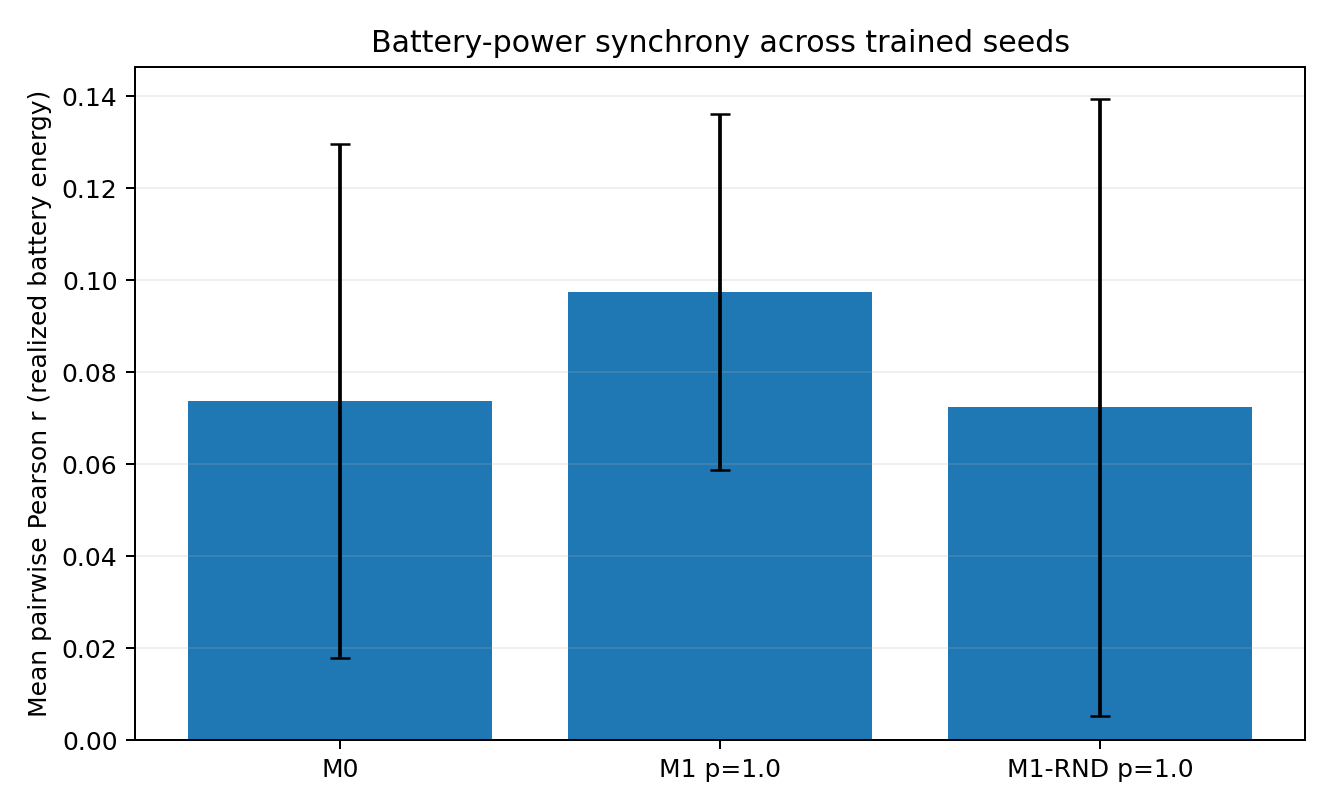 Battery-power synchrony across trained seeds
Mean pairwise Pearson r (realized battery energy)
0.14
0.12
0.10
0.08
0.06
0.04
0.02
0.00
M0
M1 p=1.0
M1-RND p=1.0